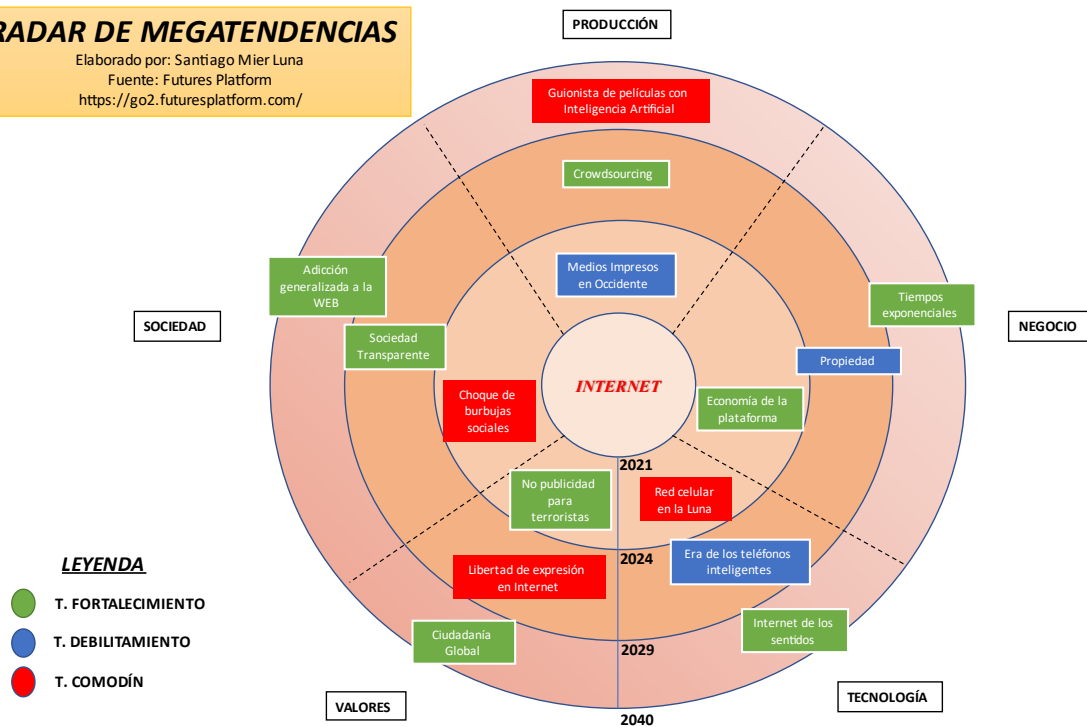 RADAR DE MEGATENDENCIAS
Elaborado por: Santiago Mier Luna
Fuente: Futures Platform
https://go2.futuresplatform.com/
PRODUCCIÓN
Guionista de películas con
Inteligencia Artificial
Crowdsourcing
Medios Impresos
en Occidente
Adicción
generalizada a la
WEB
Tiempos
exponenciales
SOCIEDAD
NEGOCIO
Sociedad
Transparente
Propiedad
INTERNET
Choque de
burbujas
sociales
Economía de la
plataforma
2021
No publicidad
para
terroristas
Red celular
en la Luna
2024
Era de los teléfonos
inteligentes
Libertad de expresión
en Internet
Ciudadanía
Global
Internet de los
sentidos
2029
VALORES
TECNOLOGÍA
2040
LEYENDA
T. FORTALECIMIENTO
T. DEBILITAMIENTO
T. COMODÍN